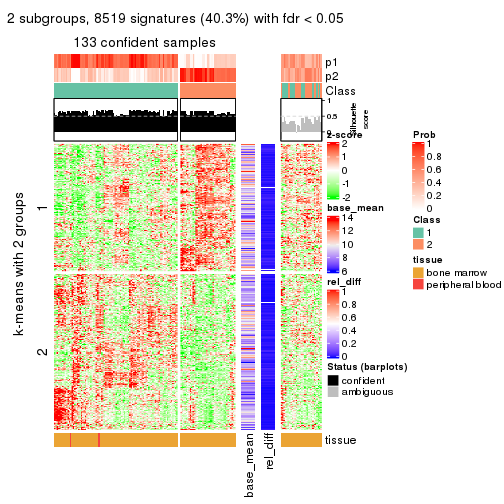 2 subgroups, 8519 signatures (40.3%) with fdr < 0.05
133 confident samples
p1
p2
Class
1
0.5
0
Silhouette
score
k-means with 2 groups
1
2
base_mean
rel_diff
tissue
z-score
2
1
0
-1
-2
base_mean
14
12
10
8
6
rel_diff
1
0.8
0.6
0.4
0.2
0
Status (barplots)
confident
ambiguous
Prob
1
0.8
0.6
0.4
0.2
0
Class
1
2
tissue
bone marrow
peripheral blood